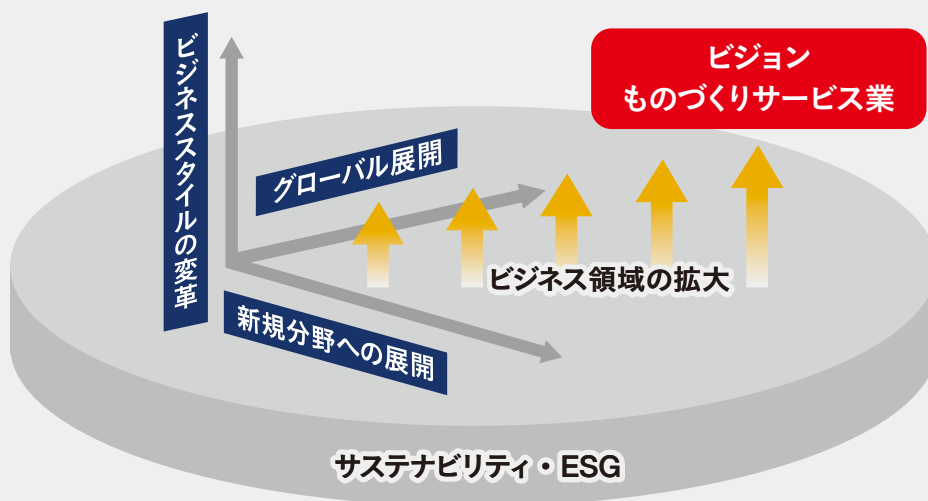 ビジョン
ものづくりサービス業
ビジネススタイルの変革
グローバル展開
ビジネス領域の拡大
新規分野への展開
サステナビリティ・ESG